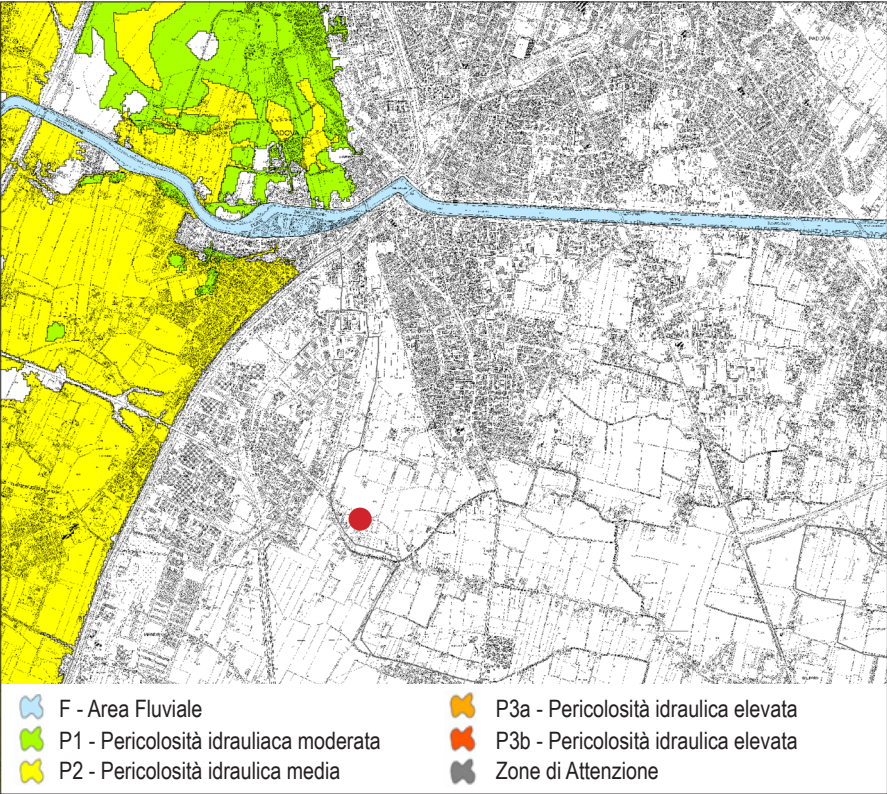 F - Area Fluviale
P1 - Pericolosità idrauliaca moderata
P2 - Pericolosità idraulica media
P3a - Pericolosità idraulica elevata
P3b - Pericolosità idraulica elevata
Zone di Attenzione